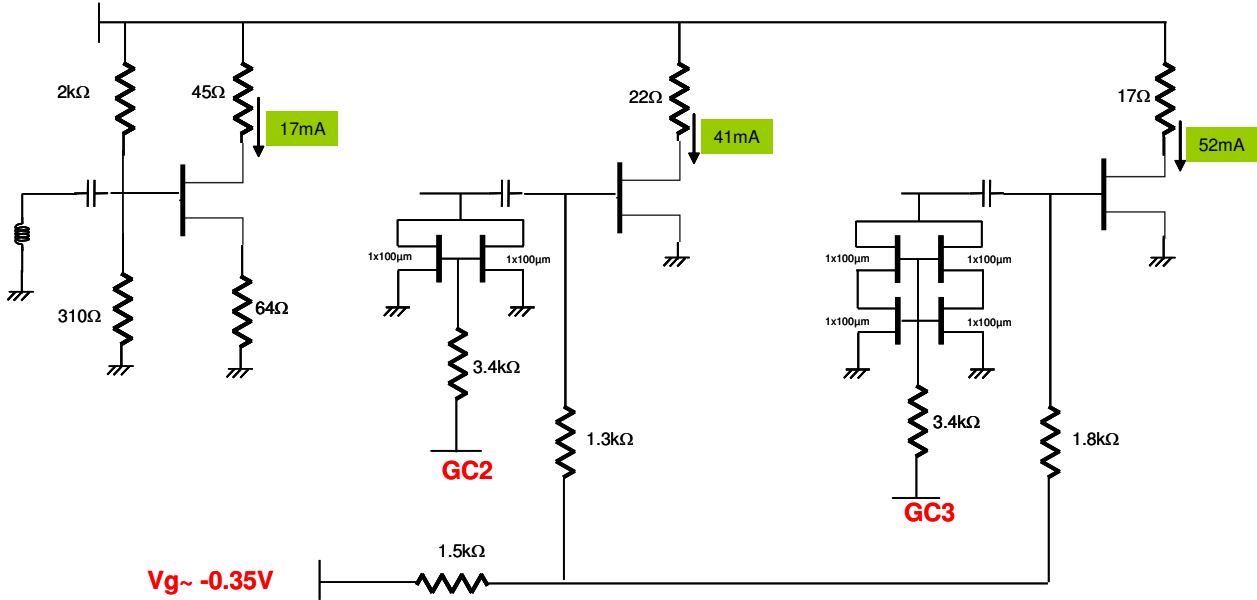 2kΩ
45Ω
17mA
22Ω
41mA
17Ω
52mA
1x100µm
1x100µm
1x100µm
1x100µm
310Ω
64Ω
1x100µm
1x100µm
3.4kΩ
3.4kΩ
1.3kΩ
1.8kΩ
GC2
GC3
1.5kΩ
Vg~ -0.35V